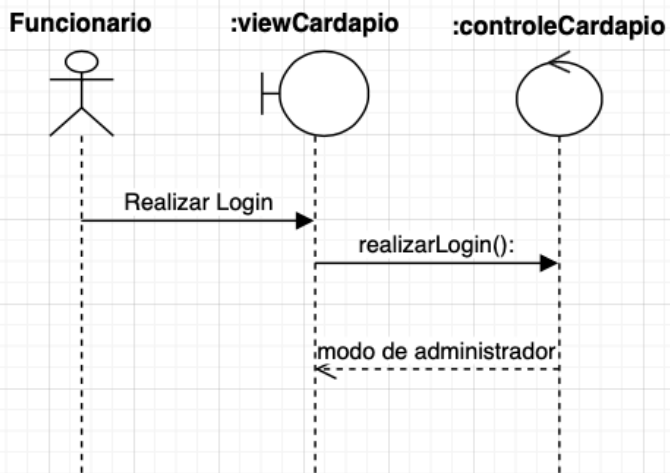 Funcionario
:viewCardapio
:controleCardapio
Realizar Login
realizarLogin():
modo de administrador